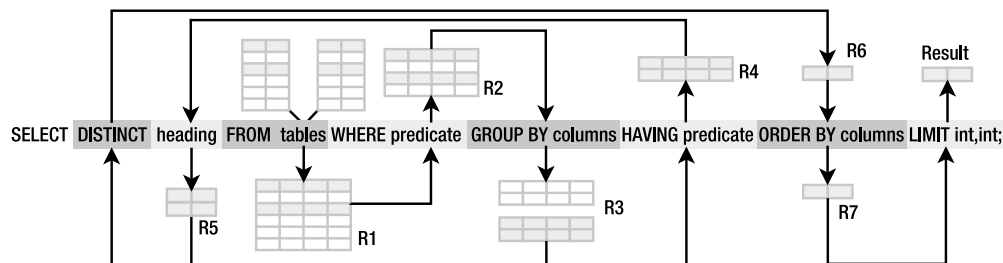 R6
Result
R2
R4
SELECT DISTINCT heading FROM tables WHERE predicate GROUP BY columns HAVING predicate ORDER BY columns LIMIT int,int;
R5
R1
R3
R7